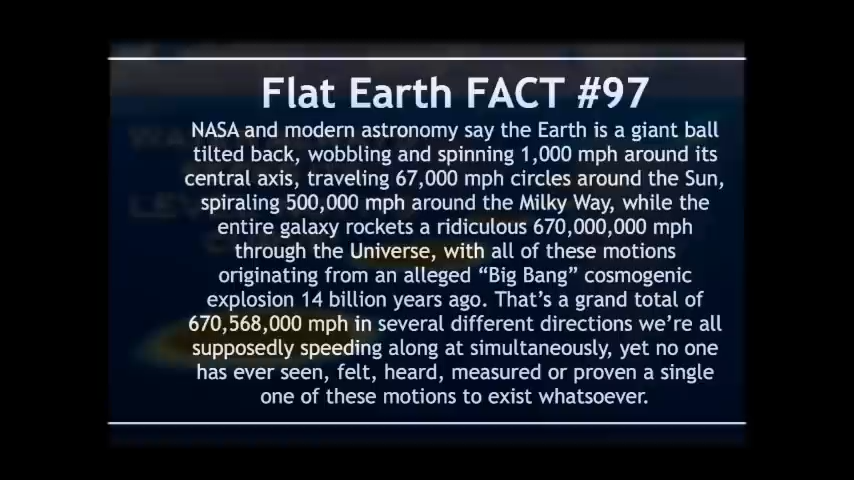 Flat Earth FACT #97
NASA and modern astronomy say the Earth is a giant ball
tilted back, wobbling and spinning 1,000 mph around its
central axis, traveling 67,000 mph circles around the Sun,
spiraling 500,000 mph around the Milky Way, while the
entire galaxy rockets a ridiculous 670,000,000 mph
through the Universe, with all of these motions
originating from an alleged “Big Bang” cosmogenic
explosion 14 billion years ago. That’s a grand total of
670,568,000 mph in several different directions we’re all
supposedly speeding along at simultaneously, yet no one
has ever seen, felt, heard, measured or proven a single
one of these motions to exist whatsoever.